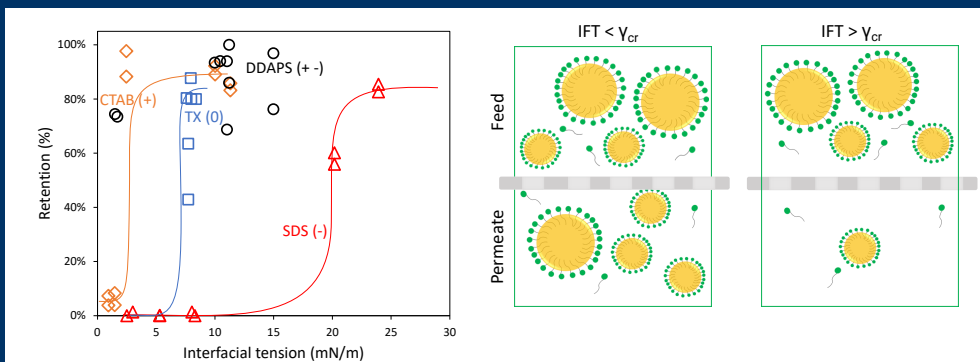 100%
80%
60%
40%
20%
0%
Retention (%)
0
5
10
15
20
25
30
Interfacial tension (mN/m)
CTAB (+)
TX (0)
DDAPS (+ -)
SDS (-)
IFT < γcr
IFT > γcr
Feed
Permeate